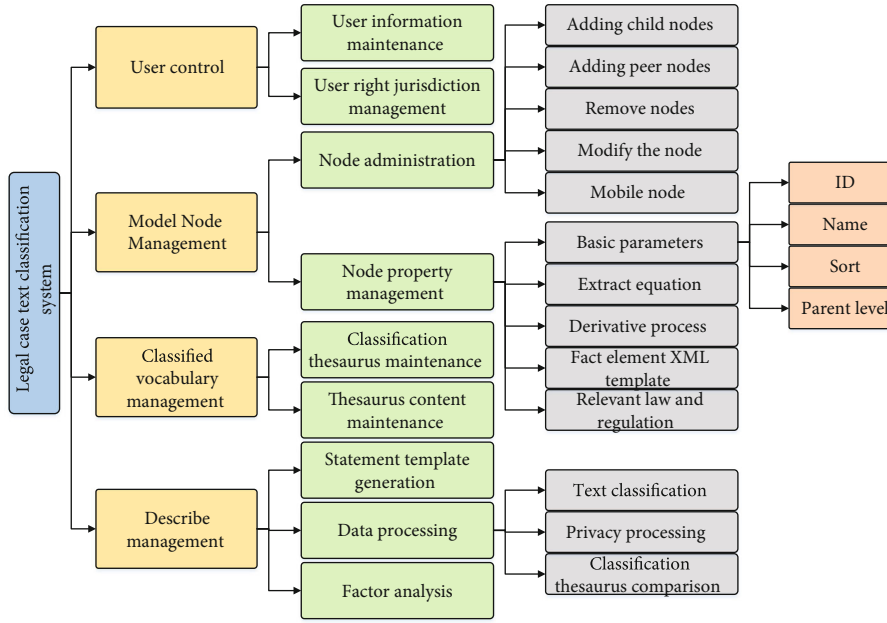 Legal case text classification
system
User control
Model Node
Management
Classified
vocabulary
management
Describe
management
User information
maintenance
User right jurisdiction
management
Node administration
Node property
management
Classification
thesaurus maintenance
Thesaurus content
maintenance
Statement template
generation
Data processing
Factor analysis
Adding child nodes
Adding peer nodes
Remove nodes
Modify the node
Mobile node
Basic parameters
Extract equation
Derivative process
Fact element XML
template
Relevant law and
regulation
Text classification
Privacy processing
Classification
thesaurus comparison
ID
Name
Sort
Parent level